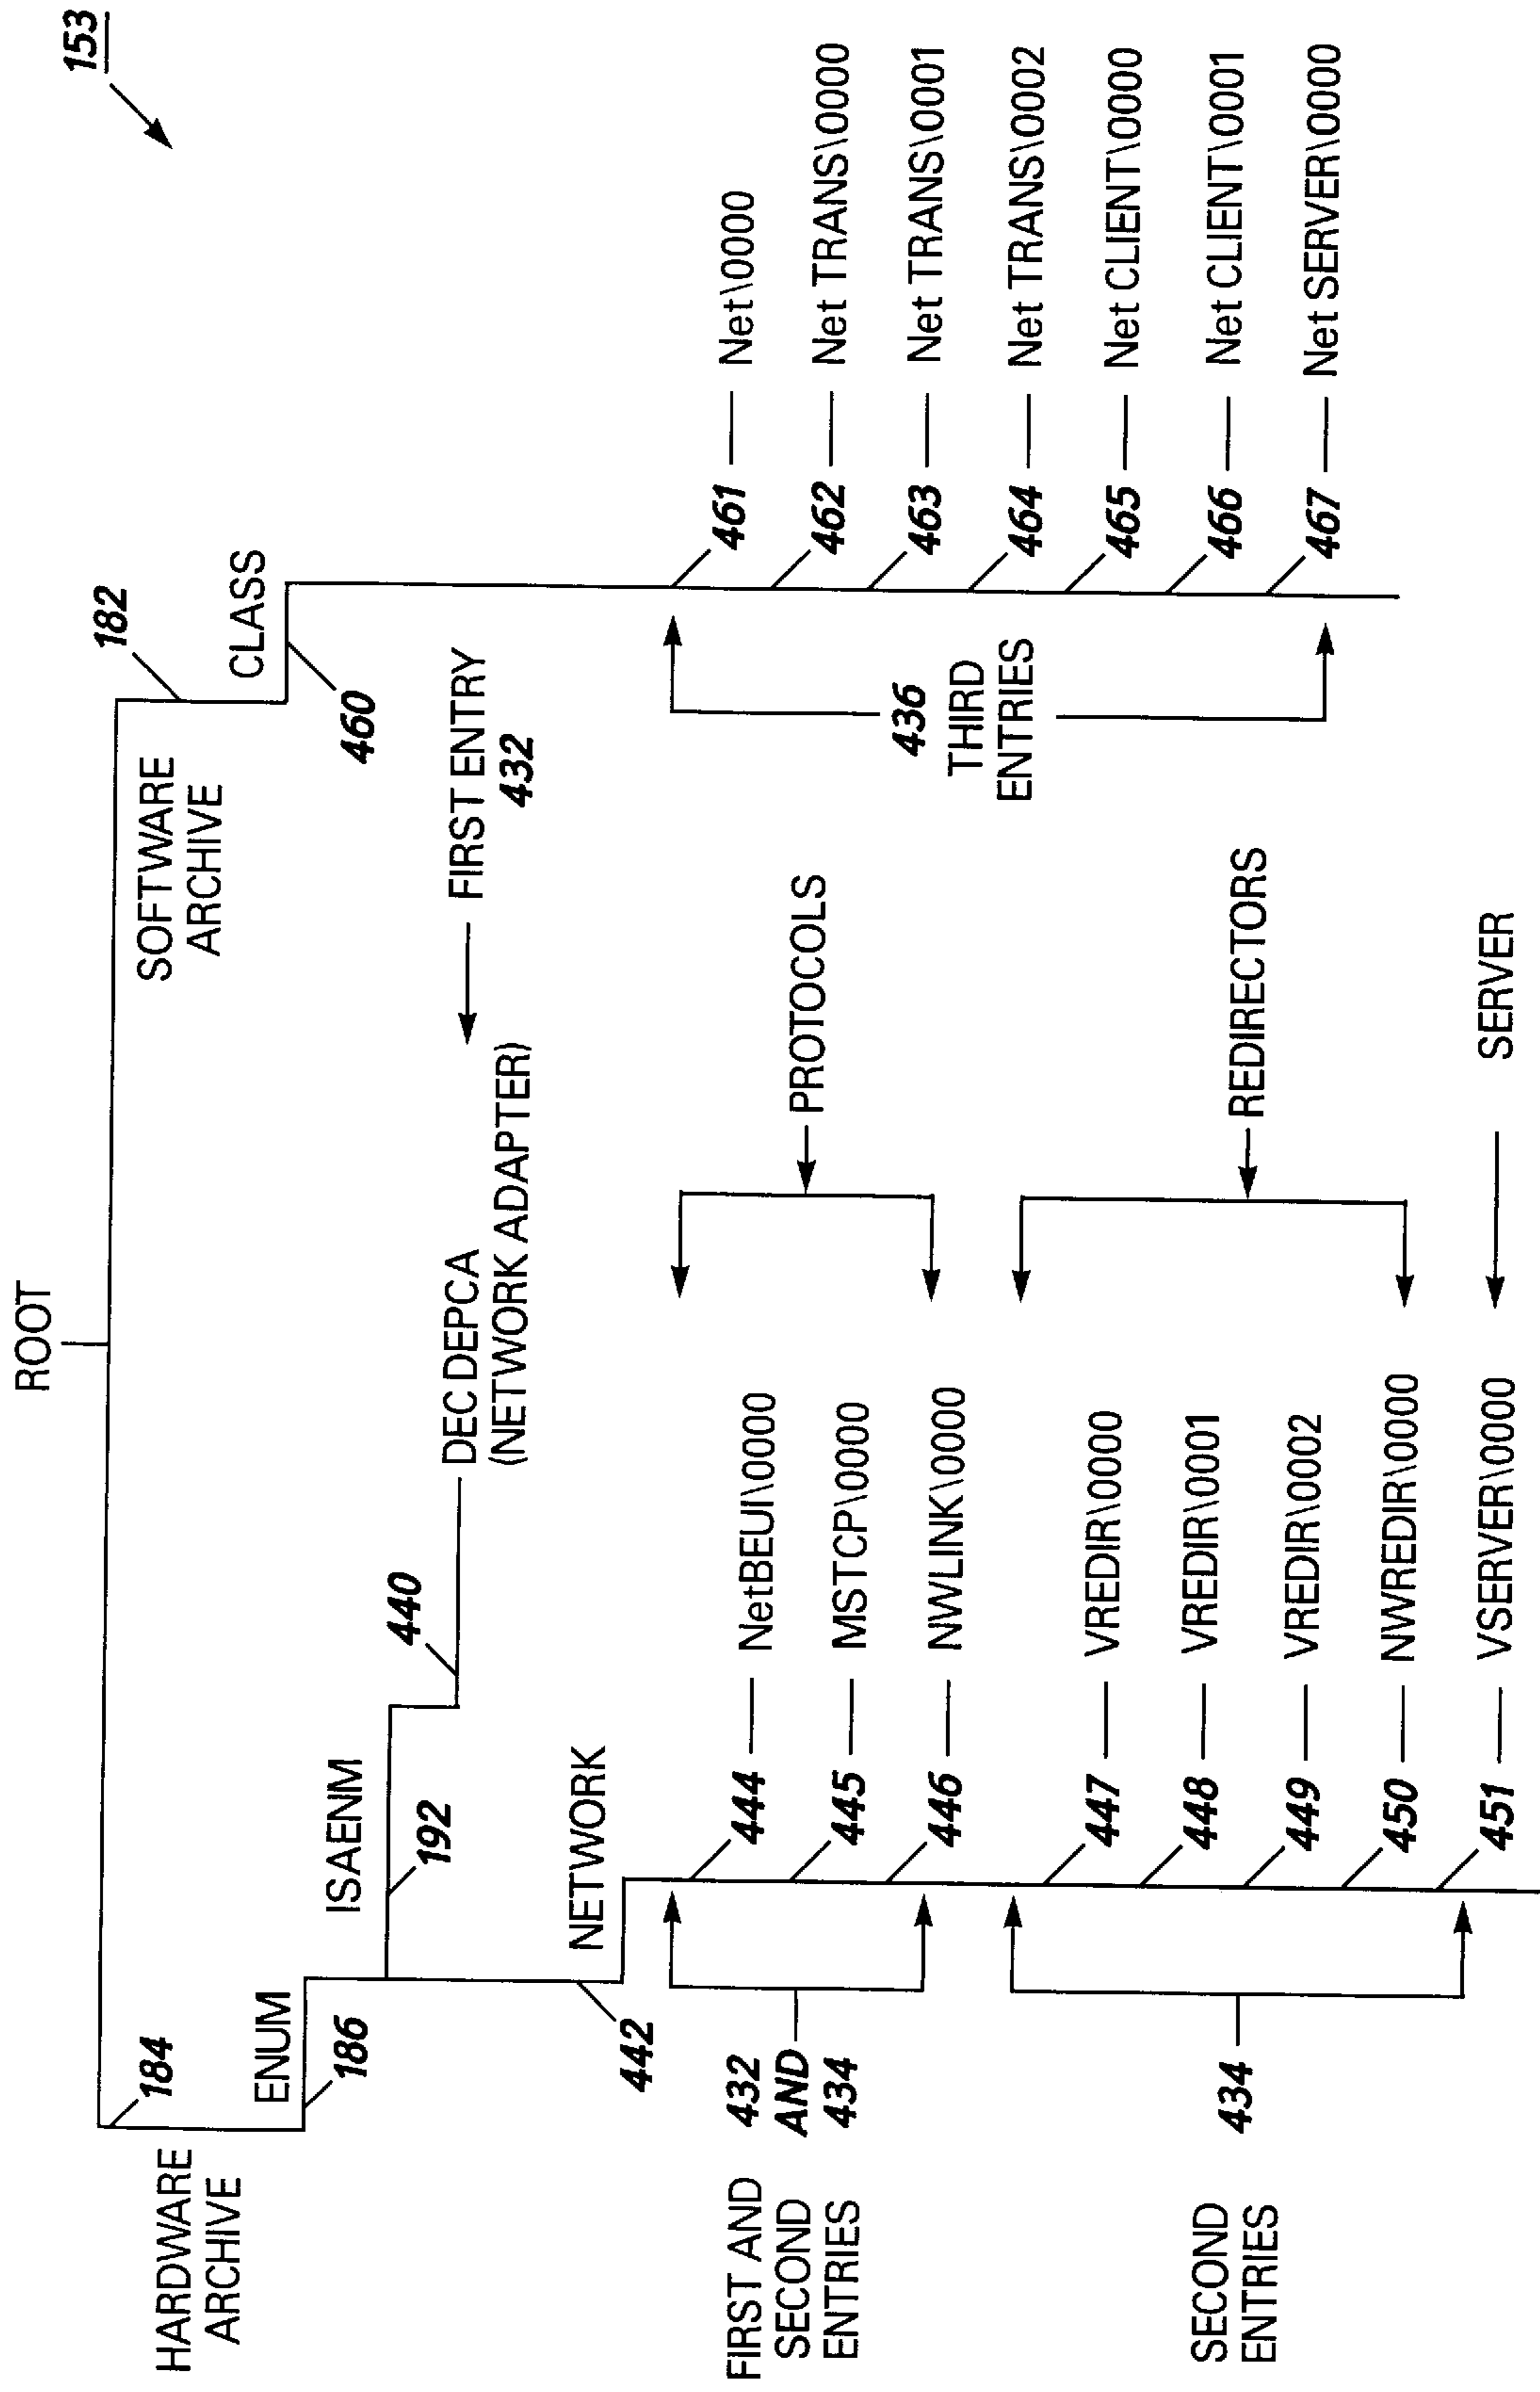 153
ROOT
184
182
HARDWARE
ARCHIVE
SOFTWARE
ARCHIVE
ENUM
186
CLASS
460
ISAENM
192
440
DEC DEPCA
(NETWORK ADAPTER)
FIRST ENTRY
432
NETWORK
442
FIRST AND
SECOND
ENTRIES
432
AND
434
444 NetBEUI\0000
445 MSTCP\0000
446 NWLINK\0000
PROTOCOLS
SECOND
ENTRIES
434
447 VREDIR\0000
448 VREDIR\0001
449 VREDIR\0002
450 NWREDIR\0000
REDIRECTORS
451 VSERVER\0000
SERVER
436
THIRD
ENTRIES
461 Net\0000
462 Net TRANS\0000
463 Net TRANS\0001
464 Net TRANS\0002
465 Net CLIENT\0000
466 Net CLIENT\0001
467 Net SERVER\0000